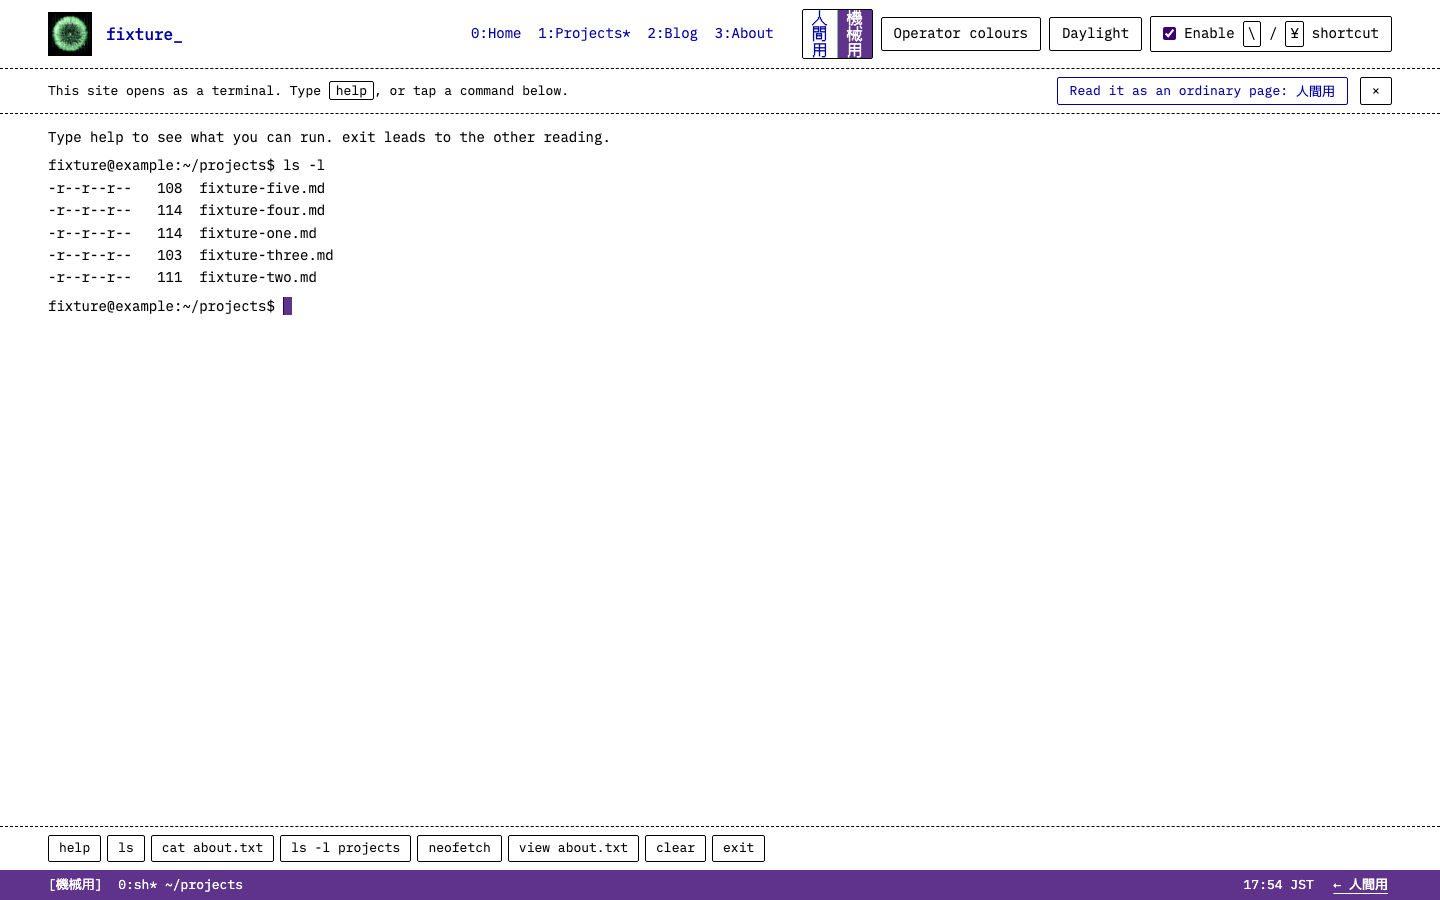 fixture_
0:Home 1:Projects* 2:Blog 3:About
人間用
機械用
Operator colours
Daylight
Enable \ / ¥ shortcut
This site opens as a terminal. Type help, or tap a command below.
Read it as an ordinary page: 人間用
×
Type help to see what you can run. exit leads to the other reading.
fixture@example:~/projects$ ls -l
-r--r--r-- 108 fixture-five.md
-r--r--r-- 114 fixture-four.md
-r--r--r-- 114 fixture-one.md
-r--r--r-- 103 fixture-three.md
-r--r--r-- 111 fixture-two.md
fixture@example:~/projects$
help ls cat about.txt ls -l projects neofetch view about.txt clear exit
[機械用] 0:sh* ~/projects
17:54 JST ← 人間用